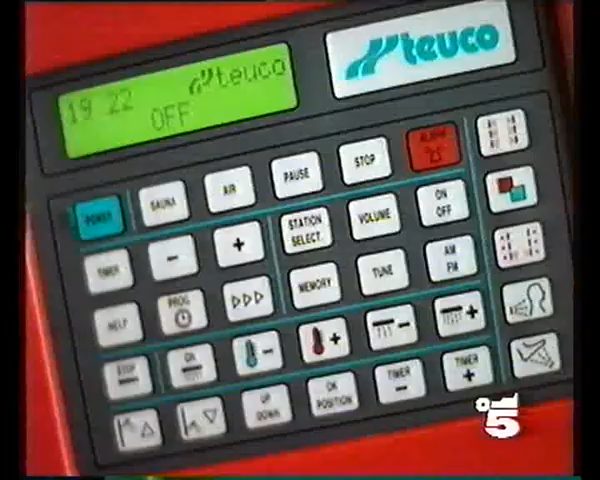 teuco
19 22 teuco
OFF
POWER SAUNA AIR PAUSE STOP ALARM
TIMER - + STATION SELECT. VOLUME ON OFF
HELP PROG ▷▷▷ MEMORY TUNE AM FM
STOP ON - + - +
UP DOWN OK POSITION TIMER - TIMER +
5